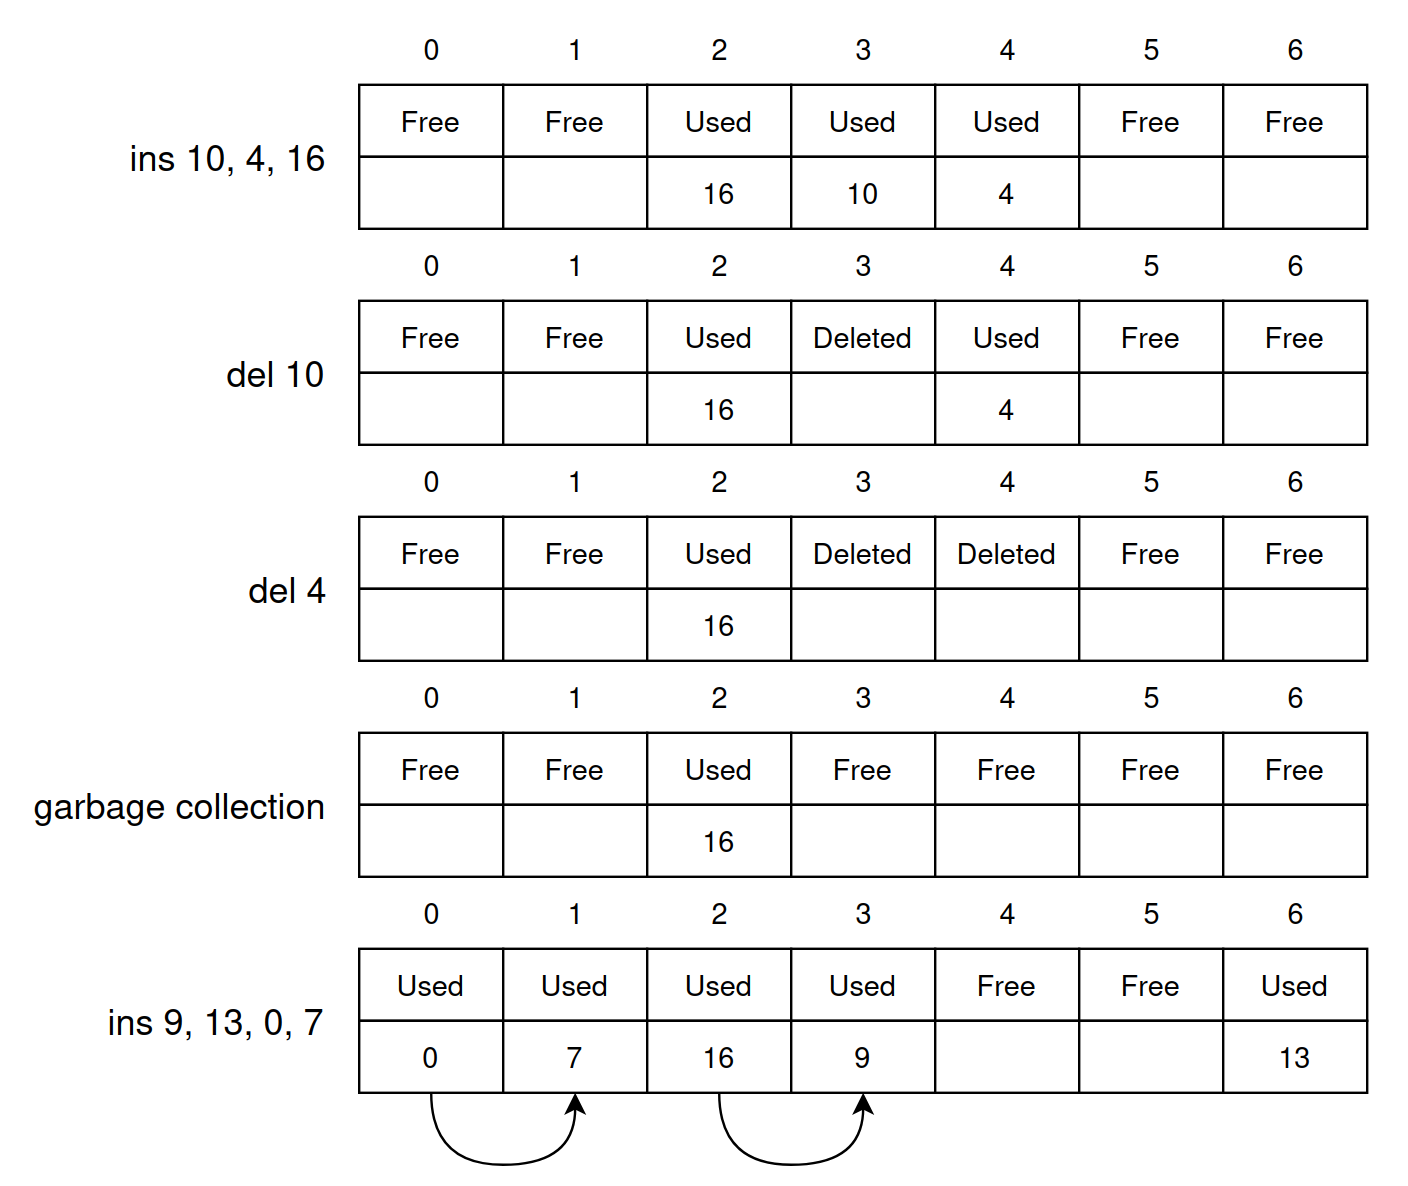 0 1 2 3 4 5 6
Free Free Used Used Used Free Free
ins 10, 4, 16
16 10 4
0 1 2 3 4 5 6
Free Free Used Deleted Used Free Free
del 10
16 4
0 1 2 3 4 5 6
Free Free Used Deleted Deleted Free Free
del 4
16
0 1 2 3 4 5 6
Free Free Used Free Free Free Free
garbage collection
16
0 1 2 3 4 5 6
Used Used Used Used Free Free Used
ins 9, 13, 0, 7
0 7 16 9 13